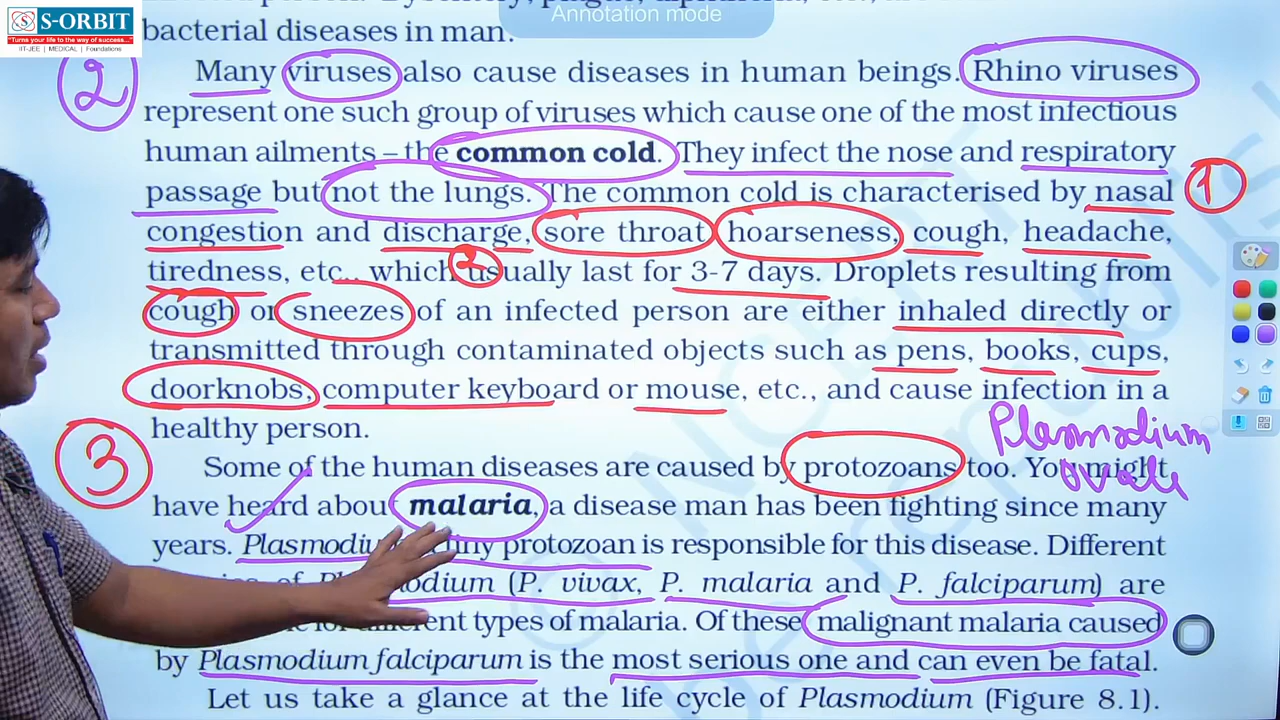 S-ORBIT
"Turns your life to the way of success..."
IIT-JEE | MEDICAL | Foundations
Annotation mode
bacterial diseases in man.
2
Many viruses also cause diseases in human beings. Rhino viruses
represent one such group of viruses which cause one of the most infectious
human ailments – the common cold. They infect the nose and respiratory
passage but not the lungs. The common cold is characterised by nasal
1
congestion and discharge, sore throat, hoarseness, cough, headache,
2
tiredness, etc., which usually last for 3-7 days. Droplets resulting from
cough or sneezes of an infected person are either inhaled directly or
transmitted through contaminated objects such as pens, books, cups,
doorknobs, computer keyboard or mouse, etc., and cause infection in a
healthy person.
Plasmodium
ovale
3
Some of the human diseases are caused by protozoans too. You might
have heard about malaria, a disease man has been fighting since many
years. Plasmodium tiny protozoan is responsible for this disease. Different
of Plasmodium (P. vivax, P. malaria and P. falciparum) are
for different types of malaria. Of these malignant malaria caused
by Plasmodium falciparum is the most serious one and can even be fatal.
Let us take a glance at the life cycle of Plasmodium (Figure 8.1).